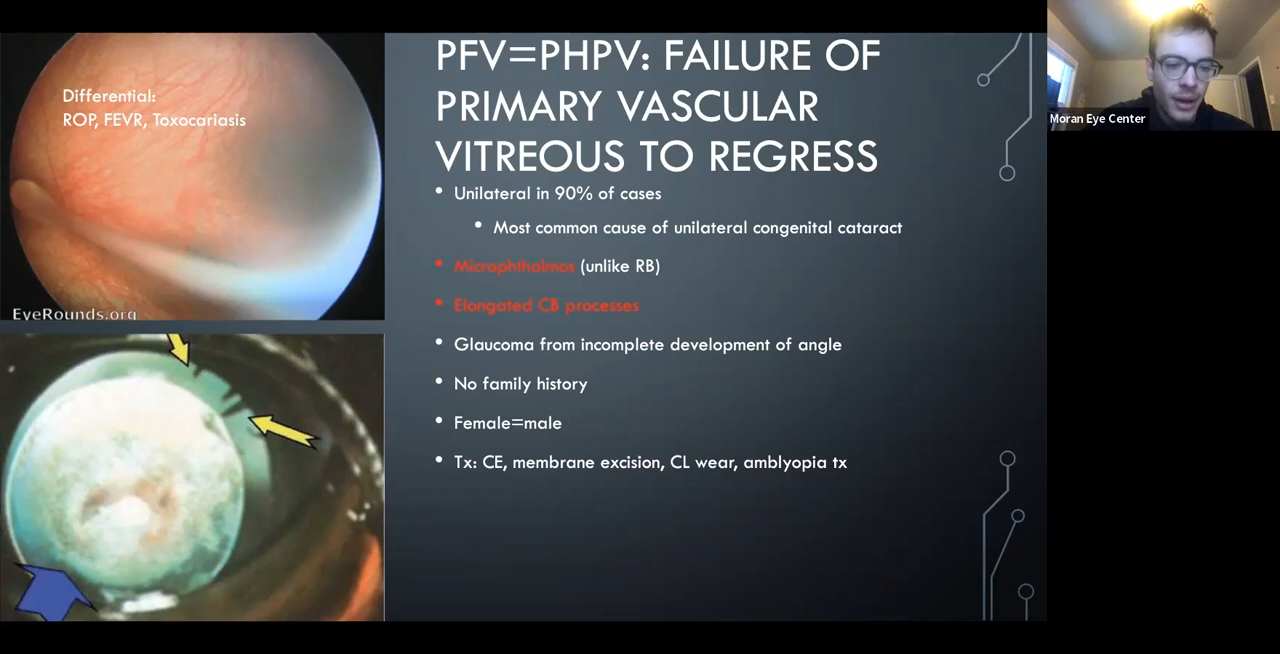 Differential:
ROP, FEVR, Toxocariasis
EyeRounds.org
PFV=PHPV: FAILURE OF
PRIMARY VASCULAR
VITREOUS TO REGRESS
• Unilateral in 90% of cases
• Most common cause of unilateral congenital cataract
• Microphthalmos (unlike RB)
• Elongated CB processes
• Glaucoma from incomplete development of angle
• No family history
• Female=male
• Tx: CE, membrane excision, CL wear, amblyopia tx
Moran Eye Center